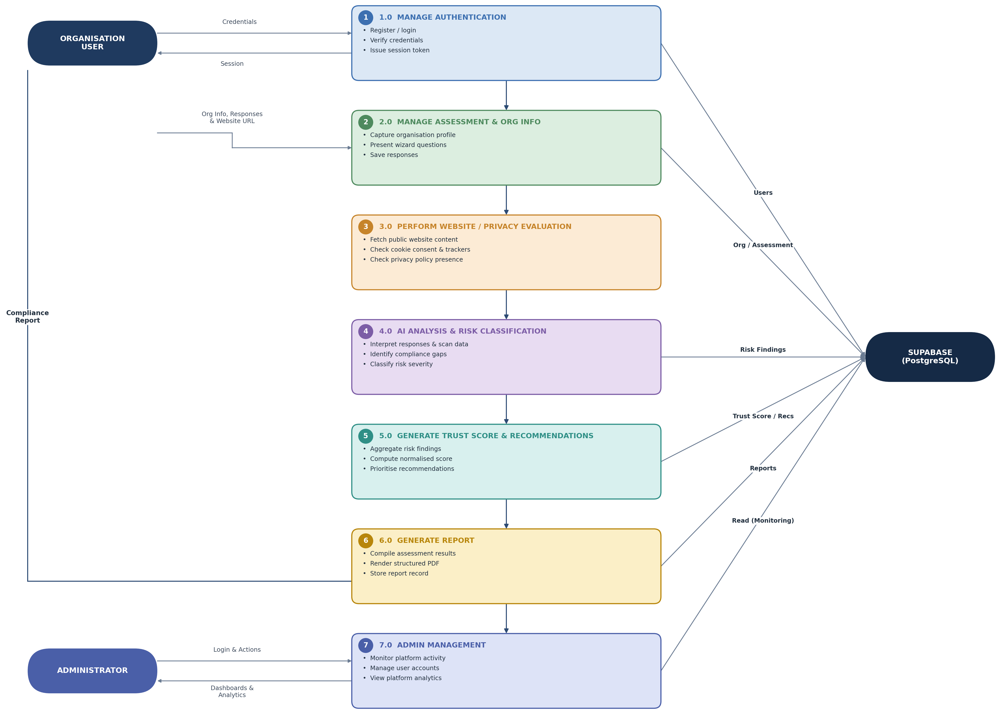 ORGANISATION
USER
Credentials
Session
1
1.0 MANAGE AUTHENTICATION
• Register / login
• Verify credentials
• Issue session token
Org Info, Responses
& Website URL
2
2.0 MANAGE ASSESSMENT & ORG INFO
• Capture organisation profile
• Present wizard questions
• Save responses
Users
3
3.0 PERFORM WEBSITE / PRIVACY EVALUATION
• Fetch public website content
• Check cookie consent & trackers
• Check privacy policy presence
Org / Assessment
Compliance
Report
4
4.0 AI ANALYSIS & RISK CLASSIFICATION
• Interpret responses & scan data
• Identify compliance gaps
• Classify risk severity
Risk Findings
SUPABASE
(PostgreSQL)
Trust Score / Recs
5
5.0 GENERATE TRUST SCORE & RECOMMENDATIONS
• Aggregate risk findings
• Compute normalised score
• Prioritise recommendations
Reports
Read (Monitoring)
6
6.0 GENERATE REPORT
• Compile assessment results
• Render structured PDF
• Store report record
7
7.0 ADMIN MANAGEMENT
• Monitor platform activity
• Manage user accounts
• View platform analytics
Login & Actions
ADMINISTRATOR
Dashboards &
Analytics